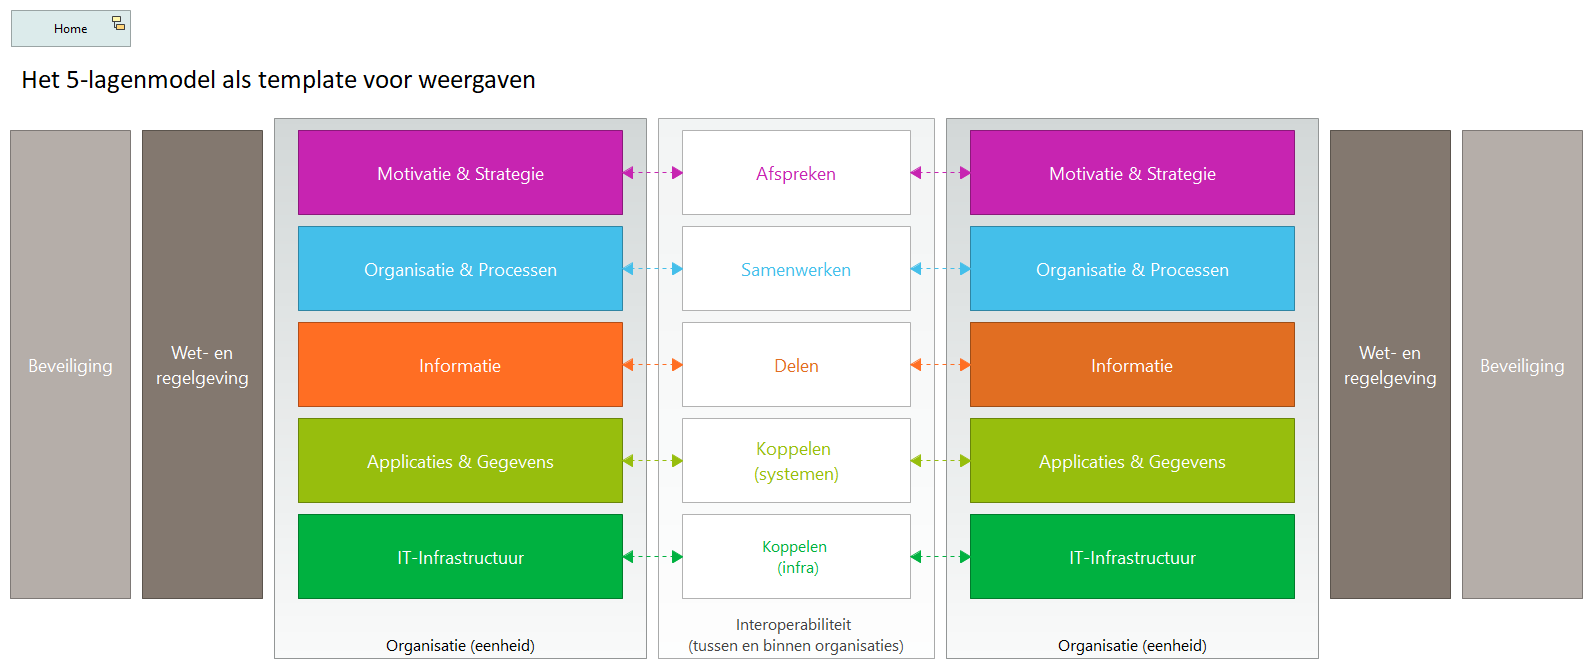 Home
Het 5-lagenmodel als template voor weergaven
Beveiliging
Wet- en
regelgeving
Motivatie & Strategie
Organisatie & Processen
Informatie
Applicaties & Gegevens
IT-Infrastructuur
Organisatie (eenheid)
Afspreken
Samenwerken
Delen
Koppelen
(systemen)
Koppelen
(infra)
Interoperabiliteit
(tussen en binnen organisaties)
Motivatie & Strategie
Organisatie & Processen
Informatie
Applicaties & Gegevens
IT-Infrastructuur
Organisatie (eenheid)
Wet- en
regelgeving
Beveiliging